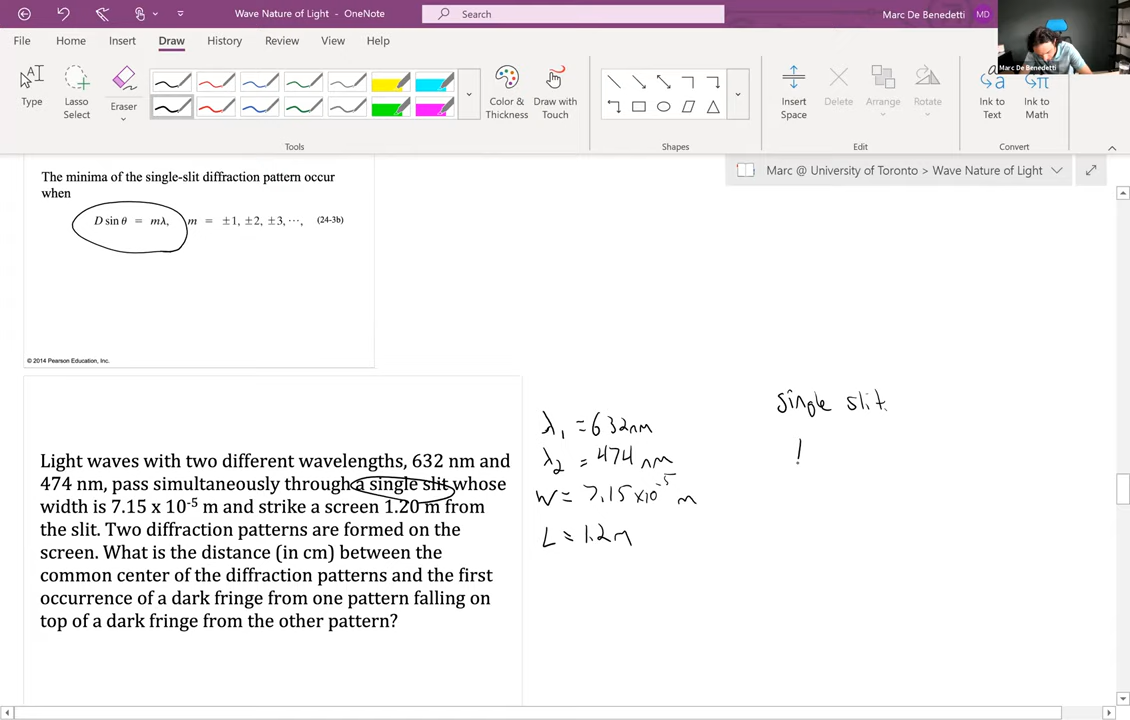 Wave Nature of Light - OneNote
Search
Marc De Benedetti MD
File Home Insert Draw History Review View Help
Marc De Benedetti
Type
Lasso Select
Eraser
Color & Thickness
Draw with Touch
Insert Space
Delete
Arrange
Rotate
Ink to Text
Ink to Math
Tools
Shapes
Edit
Convert
Marc @ University of Toronto > Wave Nature of Light
The minima of the single-slit diffraction pattern occur
when
D sin θ = mλ, m = ±1, ±2, ±3, ···, (24-3b)
© 2014 Pearson Education, Inc.
single slit.
λ₁ = 632nm
λ₂ = 474 nm
W = 7.15×10⁻⁵ m
L = 1.2m
Light waves with two different wavelengths, 632 nm and
474 nm, pass simultaneously through a single slit whose
width is 7.15 x 10⁻⁵ m and strike a screen 1.20 m from
the slit. Two diffraction patterns are formed on the
screen. What is the distance (in cm) between the
common center of the diffraction patterns and the first
occurrence of a dark fringe from one pattern falling on
top of a dark fringe from the other pattern?